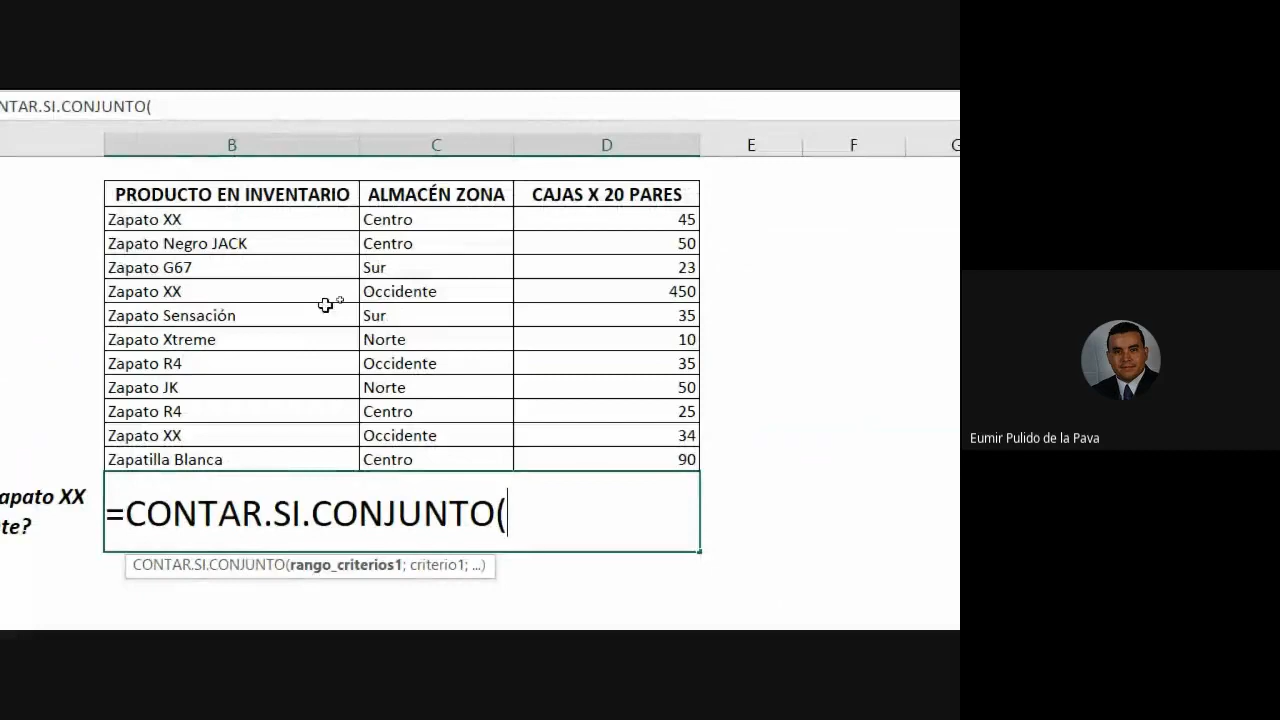 NTAR.SI.CONJUNTO(
B C D E F G
PRODUCTO EN INVENTARIO ALMACÉN ZONA CAJAS X 20 PARES
Zapato XX Centro 45
Zapato Negro JACK Centro 50
Zapato G67 Sur 23
Zapato XX Occidente 450
Zapato Sensación Sur 35
Zapato Xtreme Norte 10
Zapato R4 Occidente 35
Zapato JK Norte 50
Zapato R4 Centro 25
Zapato XX Occidente 34
Zapatilla Blanca Centro 90
apato XX
te?
=CONTAR.SI.CONJUNTO(
CONTAR.SI.CONJUNTO(rango_criterios1; criterio1; ...)
Eumir Pulido de la Pava